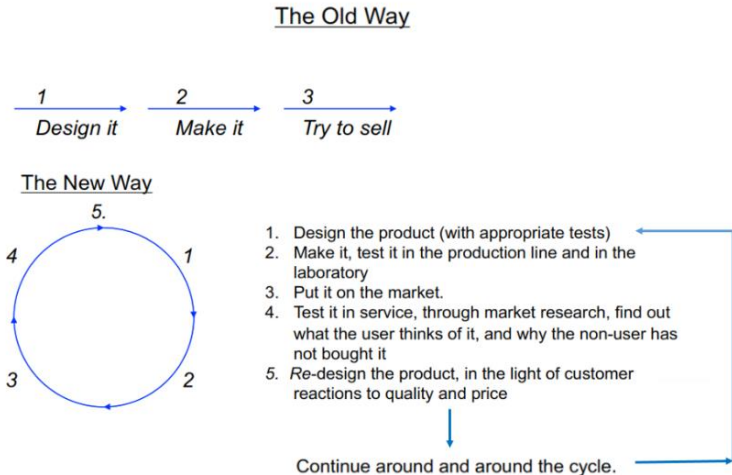 The Old Way
1
2
3
Design it
Make it
Try to sell
The New Way
5.
4
1
3
2
1. Design the product (with appropriate tests)
2. Make it, test it in the production line and in the
laboratory
3. Put it on the market.
4. Test it in service, through market research, find out
what the user thinks of it, and why the non-user has
not bought it
5. Re-design the product, in the light of customer
reactions to quality and price
Continue around and around the cycle.